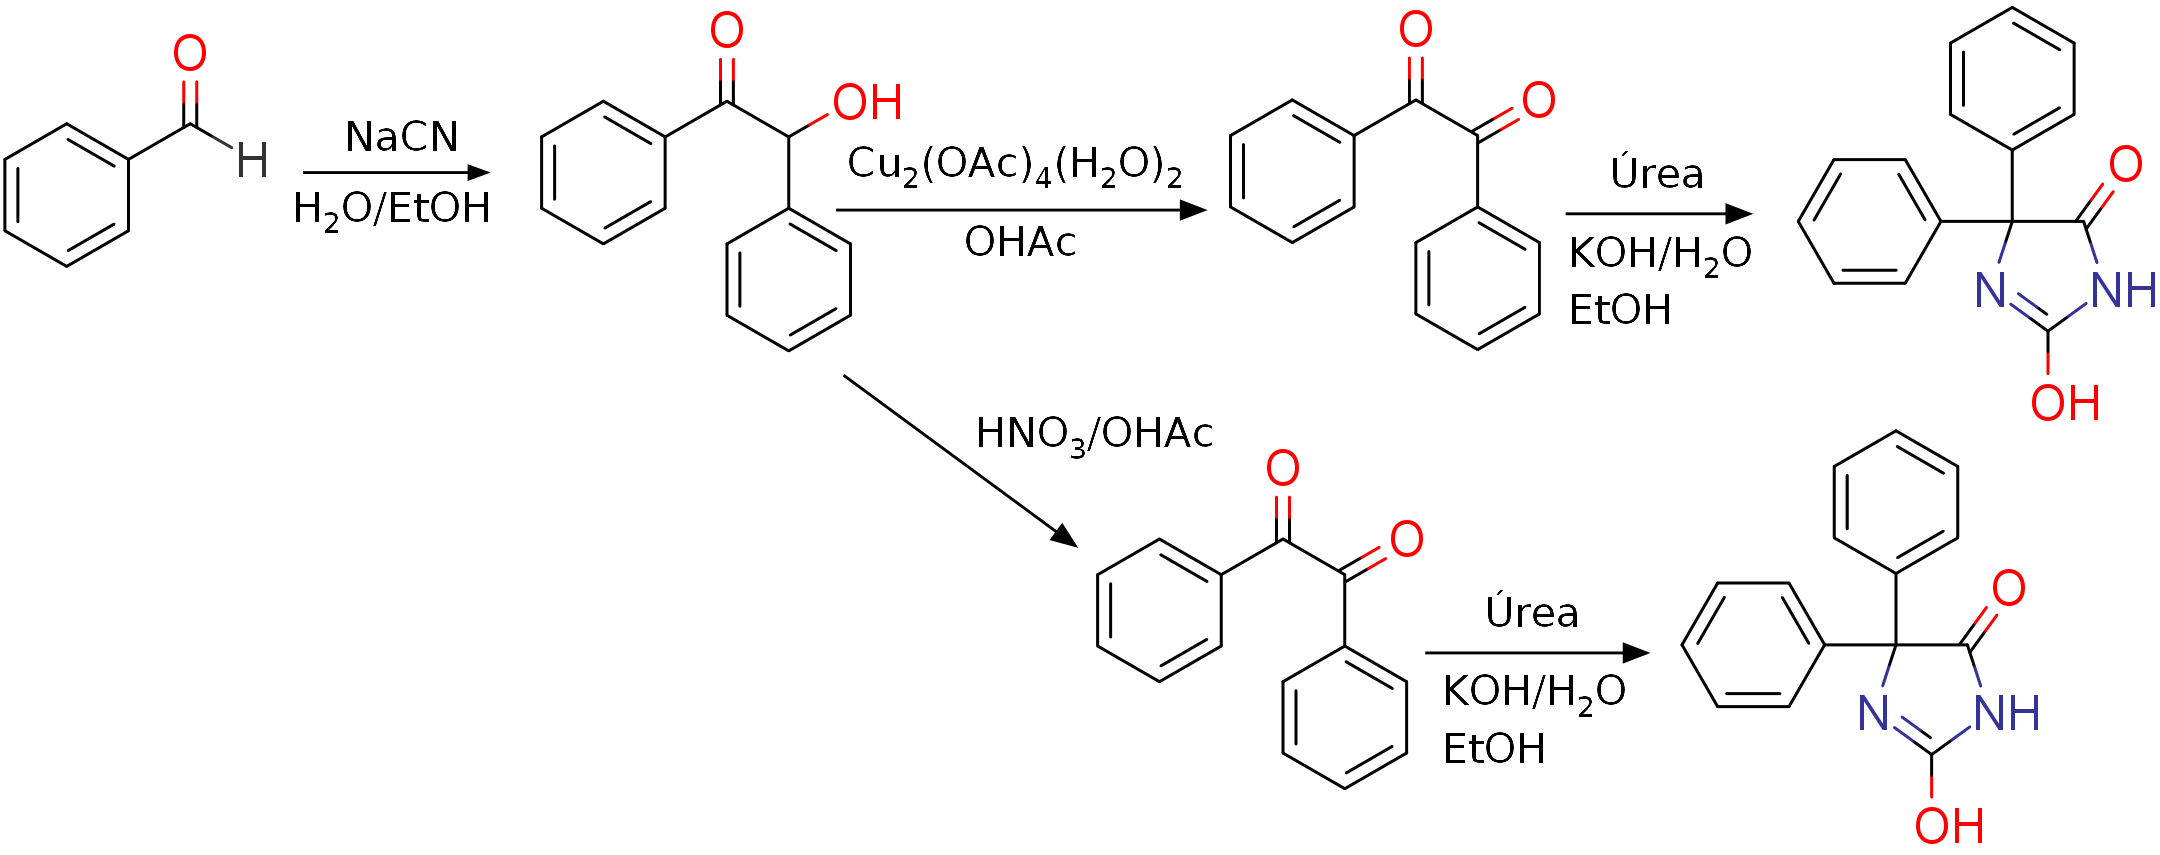 O
H
NaCN
H₂O/EtOH
O
OH
Cu₂(OAc)₄(H₂O)₂
OHAc
O
O
Úrea
KOH/H₂O
EtOH
O
N
NH
OH
HNO₃/OHAc
O
O
Úrea
KOH/H₂O
EtOH
O
N
NH
OH